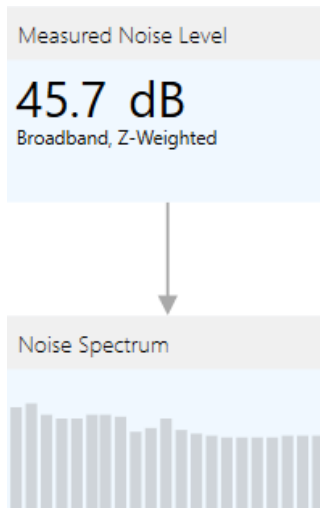 Measured Noise Level
45.7 dB
Broadband, Z-Weighted
Noise Spectrum